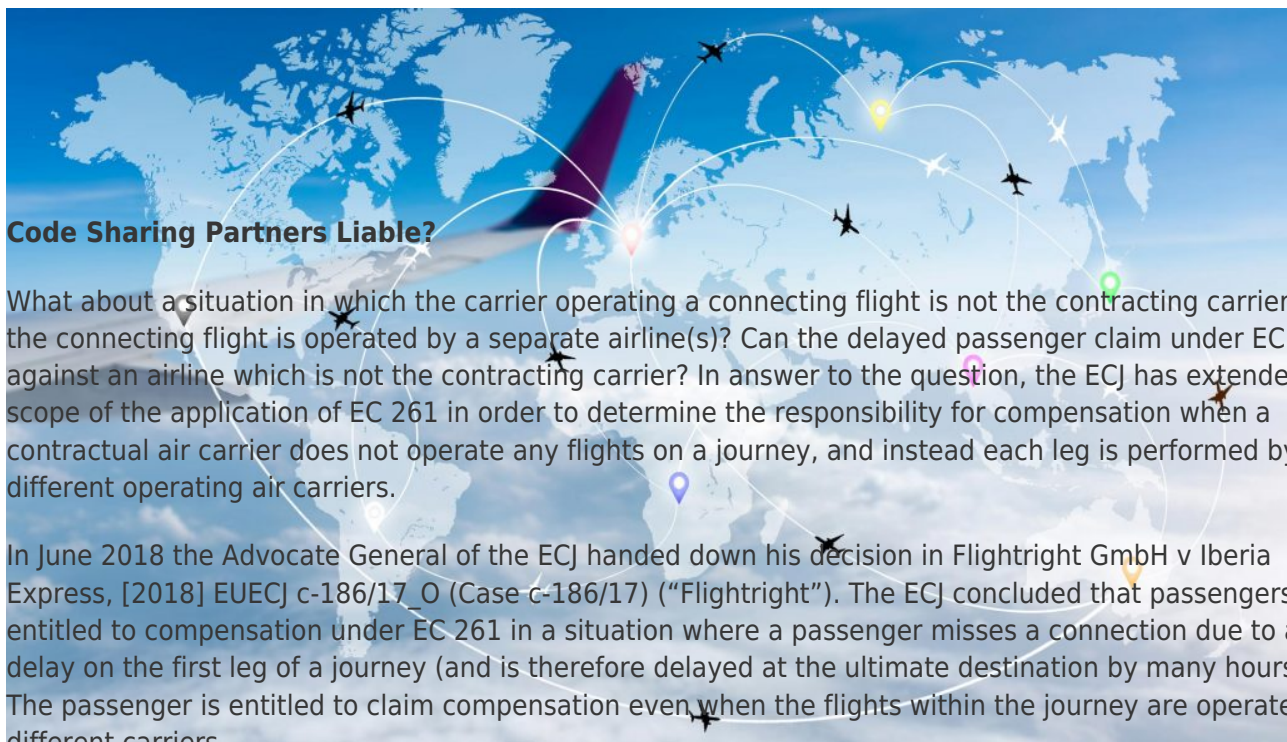 Code Sharing Partners Liable?
What about a situation in which the carrier operating a connecting flight is not the contracting carrier
the connecting flight is operated by a separate airline(s)? Can the delayed passenger claim under EC
against an airline which is not the contracting carrier? In answer to the question, the ECJ has extende
scope of the application of EC 261 in order to determine the responsibility for compensation when a
contractual air carrier does not operate any flights on a journey, and instead each leg is performed by
different operating air carriers.
In June 2018 the Advocate General of the ECJ handed down his decision in Flightright GmbH v Iberia
Express, [2018] EUECJ c-186/17_O (Case c-186/17) (“Flightright”). The ECJ concluded that passengers
entitled to compensation under EC 261 in a situation where a passenger misses a connection due to a
delay on the first leg of a journey (and is therefore delayed at the ultimate destination by many hours
The passenger is entitled to claim compensation even when the flights within the journey are operate
different carriers